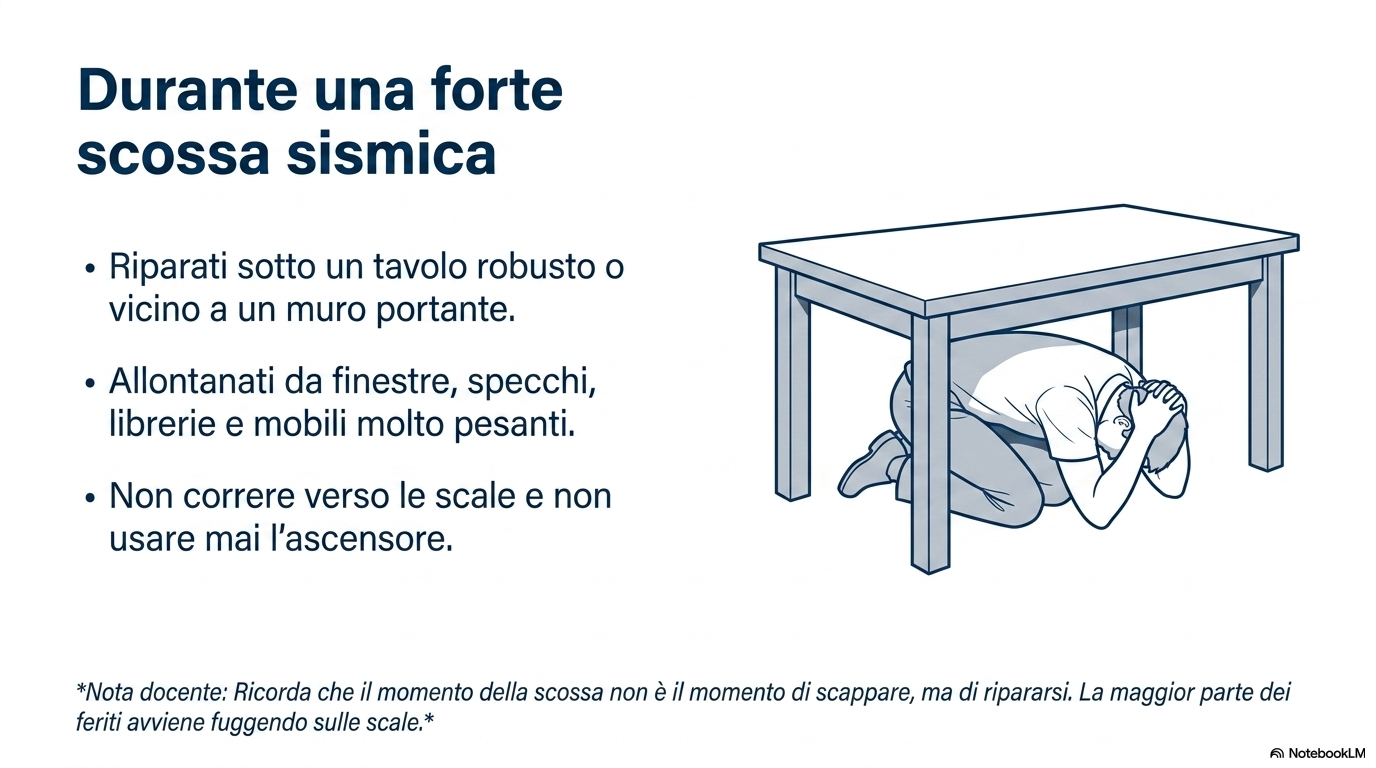 Durante una forte
scossa sismica
• Riparati sotto un tavolo robusto o
vicino a un muro portante.
• Allontanati da finestre, specchi,
librerie e mobili molto pesanti.
• Non correre verso le scale e non
usare mai l’ascensore.
*Nota docente: Ricorda che il momento della scossa non è il momento di scappare, ma di ripararsi. La maggior parte dei
feriti avviene fuggendo sulle scale.*
NotebookLM